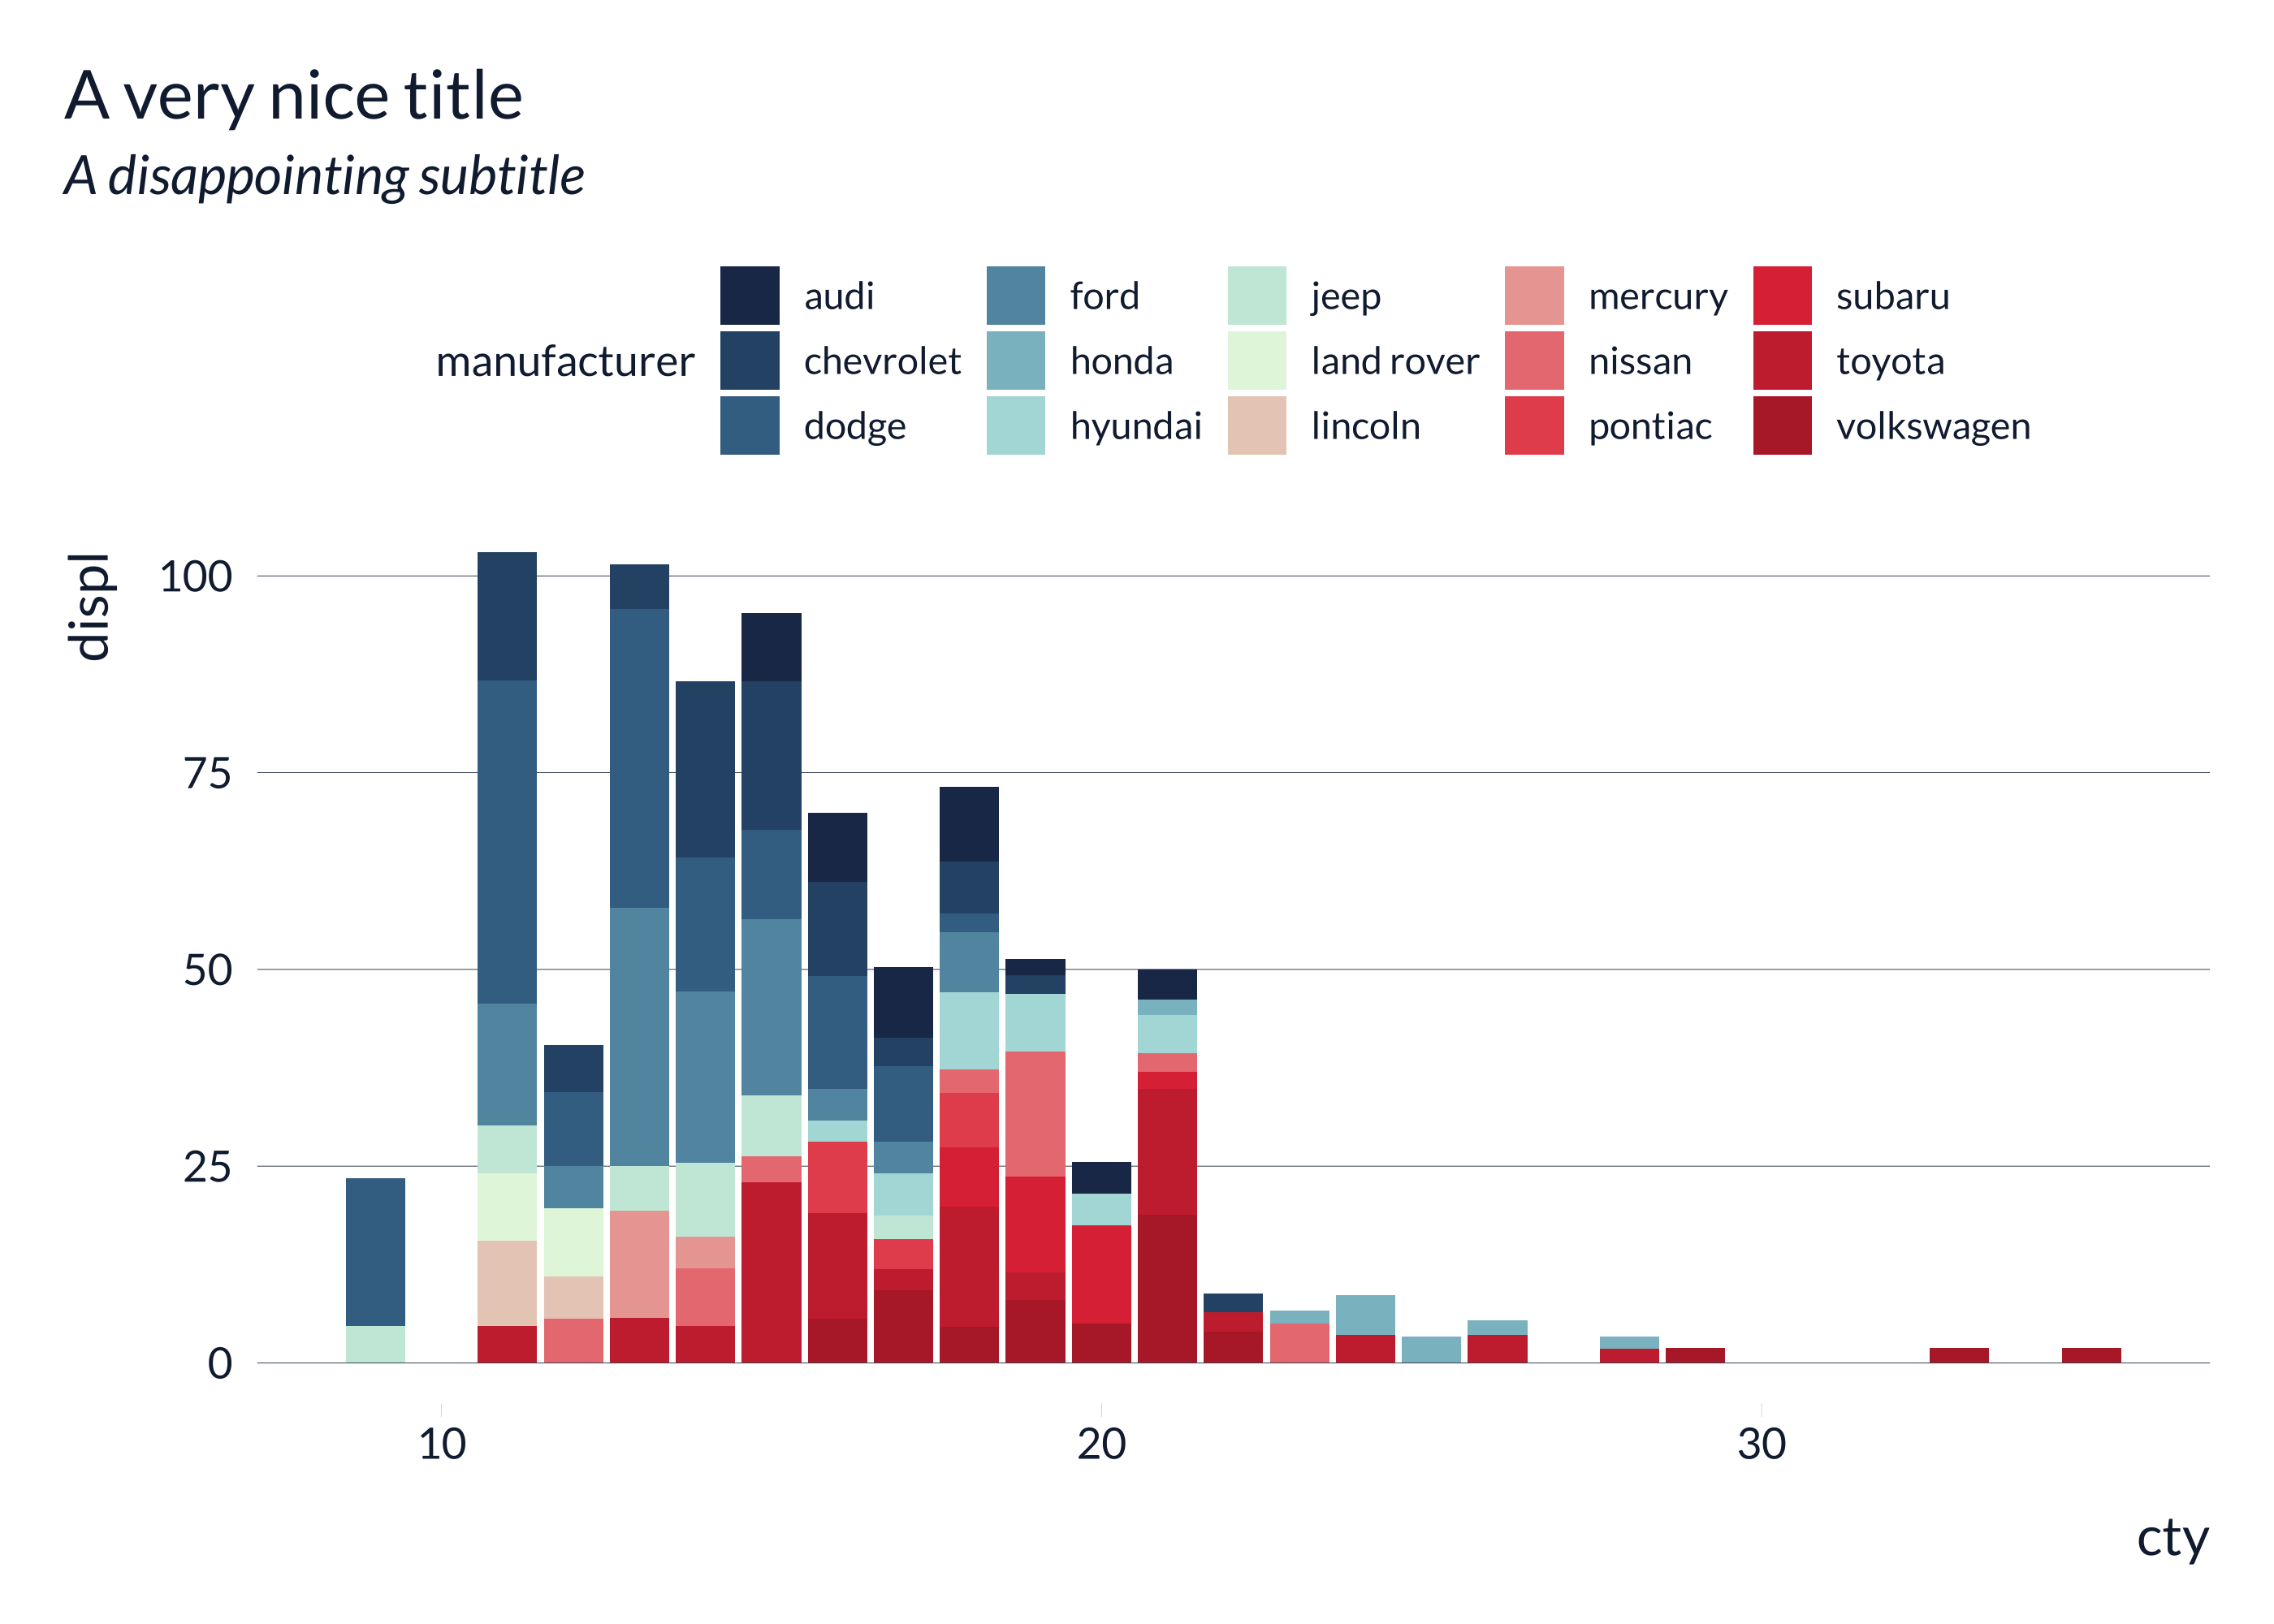 A very nice title
A disappointing subtitle
manufacturer
audi
chevrolet
dodge
ford
honda
hyundai
jeep
land rover
lincoln
mercury
nissan
pontiac
subaru
toyota
volkswagen
displ
100
75
50
25
0
10 20 30
cty